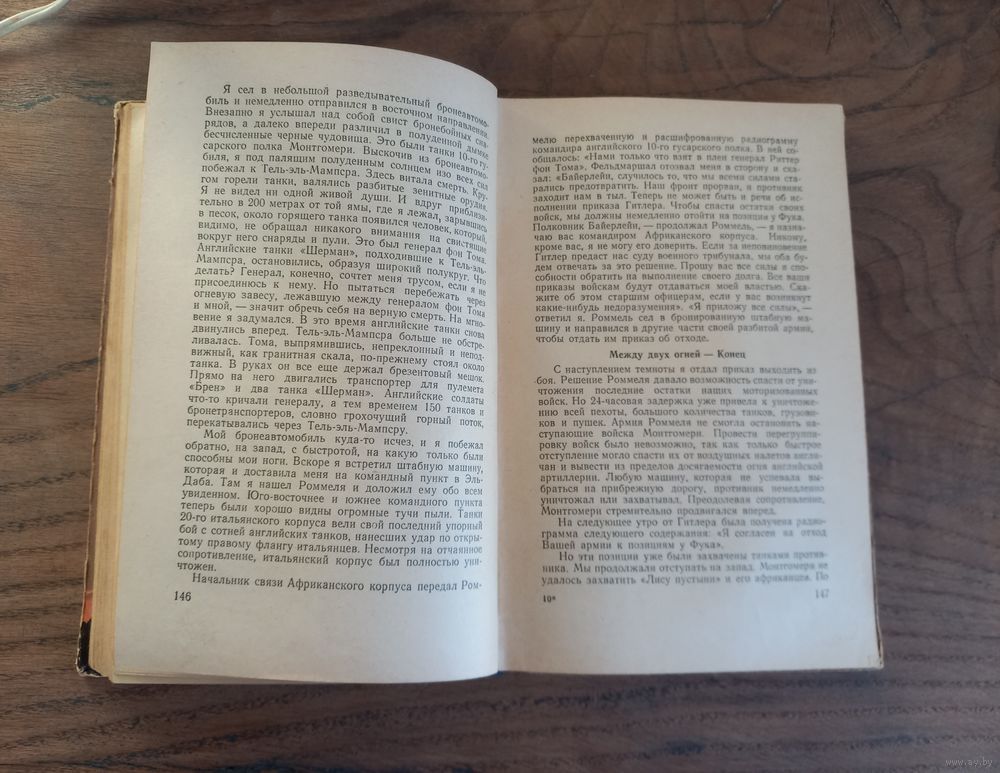 Я сел в небольшой разведывательный бронеавтомо-
биль и немедленно отправился в восточном направлении.
Внезапно я услышал над собой свист бронебойных сна-
рядов, а далеко впереди различил в полуденной дымке
бесчисленные черные чудовища. Это были танки 10-го гу-
сарского полка Монтгомери. Выскочив из бронеавтомо-
биля, я под палящим полуденным солнцем изо всех сил
побежал к Тель-эль-Мампсра. Здесь витала смерть. Кру-
гом горели танки, валялись разбитые зенитные орудия.
Я не видел ни одной живой души. И вдруг приблизи-
тельно в 200 метрах от той ямы, где я лежал, зарывшись
в песок, около горящего танка появился человек, который,
видимо, не обращал никакого внимания на свистящие
вокруг него снаряды и пули. Это был генерал фон Тома.
Английские танки «Шерман», подходившие к Тель-эль-
Мампсра, остановились, образуя широкий полукруг. Что
делать? Генерал, конечно, сочтет меня трусом, если я не
присоединюсь к нему. Но пытаться перебежать через
огневую завесу, лежавшую между генералом фон Тома
и мной, — значит обречь себя на верную смерть. На мгно-
вение я задумался. В это время английские танки снова
двинулись вперед. Тель-эль-Мампсра больше не обстре-
ливалась. Тома, выпрямившись, непреклонный и непод-
вижный, как гранитная скала, по-прежнему стоял около
танка. В руках он все еще держал брезентовый мешок.
Прямо на него двигались транспортер для пулемета
«Брен» и два танка «Шерман». Английские солдаты
что-то кричали генералу, а тем временем 150 танков и
бронетранспортеров, словно грохочущий горный поток,
перекатывались через Тель-эль-Мампсру.
Мой бронеавтомобиль куда-то исчез, и я побежал
обратно, на запад, с быстротой, на какую только были
способны мои ноги. Вскоре я встретил штабную машину,
которая и доставила меня на командный пункт в Эль-
Даба. Там я нашел Роммеля и доложил ему обо всем
увиденном. Юго-восточнее и южнее командного пункта
теперь были хорошо видны огромные тучи пыли. Танки
20-го итальянского корпуса вели свой последний упорный
бой с сотней английских танков, нанесших удар по откры-
тому правому флангу итальянцев. Несмотря на отчаянное
сопротивление, итальянский корпус был полностью уни-
чтожен.
Начальник связи Африканского корпуса передал Ром-
146
мелю перехваченную и расшифрованную радиограмму
командира английского 10-го гусарского полка. В ней со-
общалось: «Нами только что взят в плен генерал Риттер
фон Тома». Фельдмаршал отозвал меня в сторону и ска-
зал: «Байерлейн, случилось то, что мы всеми силами ста-
рались предотвратить. Наш фронт прорван, и противник
заходит нам в тыл. Теперь не может быть и речи об ис-
полнении приказа Гитлера. Чтобы спасти остатки своих
войск, мы должны немедленно отойти на позиции у Фука.
Полковник Байерлейн, — продолжал Роммель, — я назна-
чаю вас командиром Африканского корпуса. Никому,
кроме вас, я не могу его доверить. Если за неповиновение
Гитлер предаст нас суду военного трибунала, мы оба бу-
дем отвечать за это решение. Прошу вас все силы и спо-
собности обратить на выполнение своего долга. Все ваши
приказы войскам будут отдаваться моей властью. Ска-
жите об этом старшим офицерам, если у вас возникнут
какие-нибудь недоразумения». «Я приложу все силы», —
ответил я. Роммель сел в бронированную штабную ма-
шину и направился в другие части своей разбитой армии,
чтобы отдать им приказ об отходе.
Между двух огней — Конец
С наступлением темноты я отдал приказ выходить из
боя. Решение Роммеля давало возможность спасти от уни-
чтожения последние остатки наших моторизованных
войск. Но 24-часовая задержка уже привела к уничтоже-
нию всей пехоты, большого количества танков, грузови-
ков и пушек. Армия Роммеля не смогла остановить на-
ступающие войска Монтгомери. Провести перегруппи-
ровку войск было невозможно, так как только быстрое
отступление могло спасти их от воздушных налетов англи-
чан и вывести из пределов досягаемости огня английской
артиллерии. Любую машину, которая не успевала вы-
браться на прибрежную дорогу, противник немедленно
уничтожал или захватывал. Преодолевая сопротивление,
Монтгомери стремительно продвигался вперед.
На следующее утро от Гитлера была получена радио-
грамма следующего содержания: «Я согласен на отход
Вашей армии к позициям у Фука».
Но эти позиции уже были захвачены танками против-
ника. Мы продолжали отступать на запад. Монтгомери не
удалось захватить «Лису пустыни» и его африканцев. По
10*
147
www.ay.by